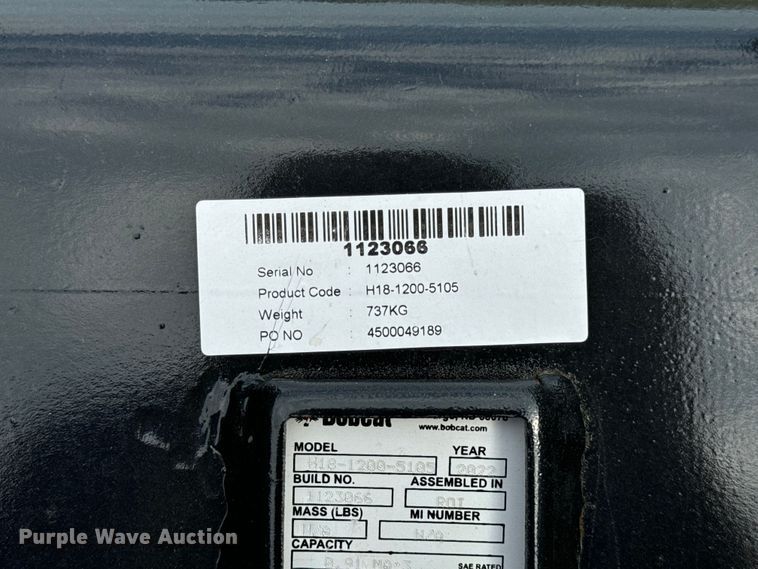 1123066
Serial No : 1123066
Product Code : H18-1200-5105
Weight : 737KG
PO NO : 4500049189
Bobcat
www.bobcat.com
MODEL YEAR
H18-1200-5105 2022
BUILD NO. ASSEMBLED IN
1123066
MASS (LBS) MI NUMBER
N/A N/A
CAPACITY
SAE RATED
Purple Wave Auction